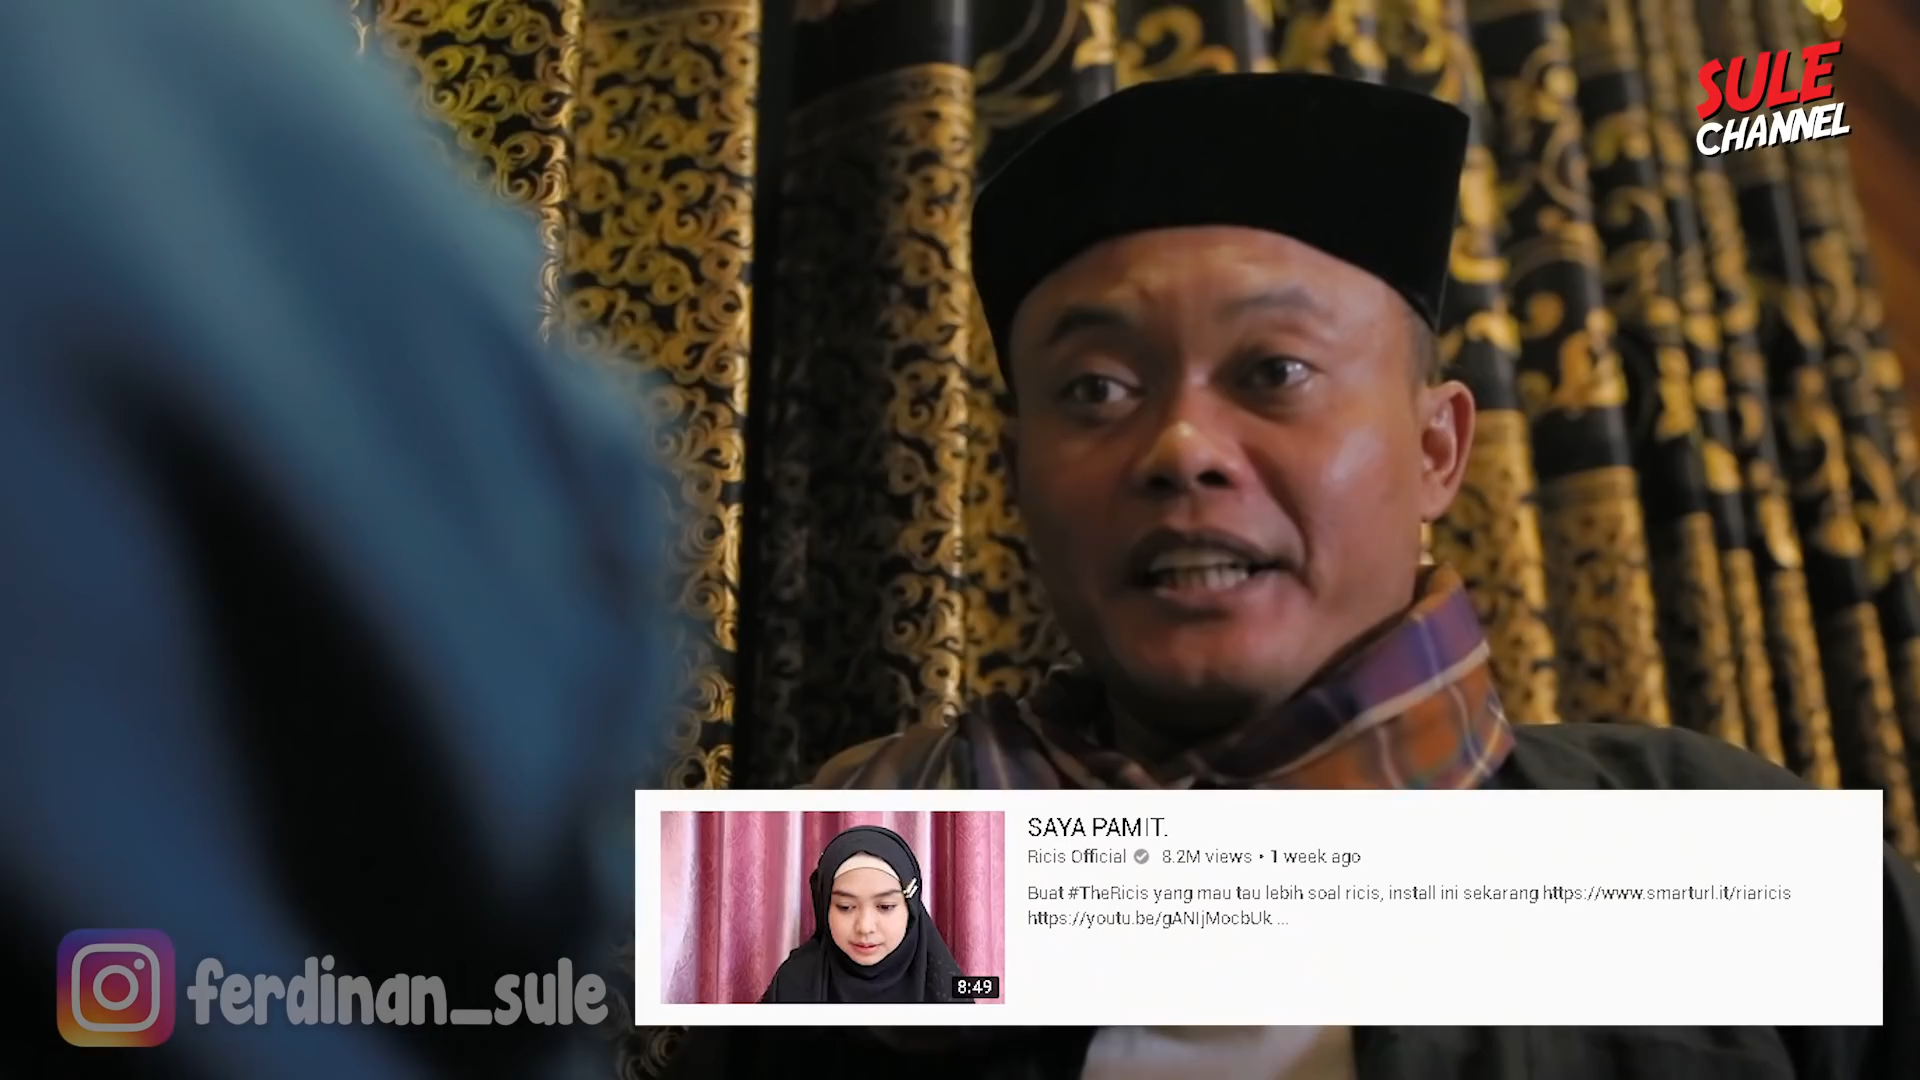 SULE
CHANNEL
SAYA PAMIT.
Ricis Official 8.2M views • 1 week ago
Buat #TheRicis yang mau tau lebih soal ricis, install ini sekarang https://www.smarturl.it/riaricis
https://youtu.be/gANIjMocbUk ...
8:49
ferdinan_sule